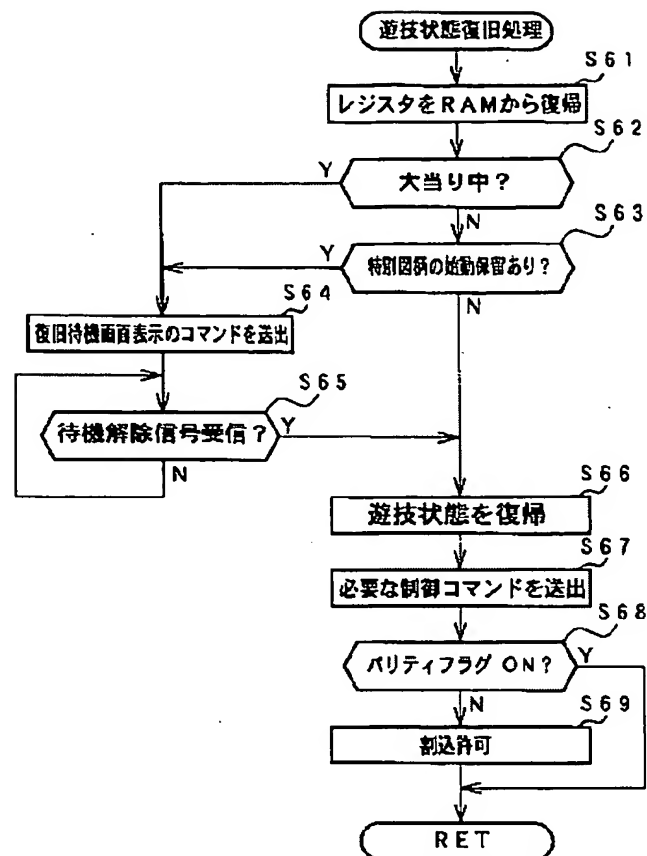 遊技状態復旧処理
S61
レジスタをRAMから復帰
S62
Y
大当り中?
N
S63
Y
特別図柄の始動保留あり?
S64
N
復旧待機画面表示のコマンドを送出
S65
待機解除信号受信?
Y
N
S66
遊技状態を復帰
S67
必要な制御コマンドを送出
S68
パリティフラグ ON?
Y
N
S69
割込許可
RET